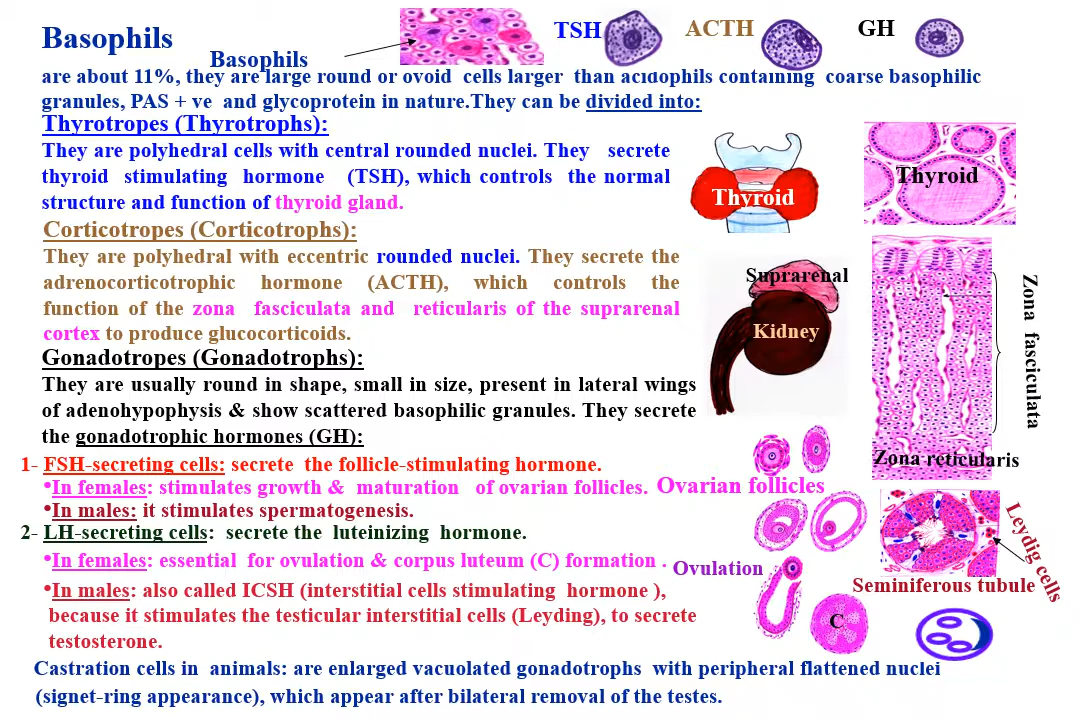 Basophils
Basophils
TSH
ACTH
GH
are about 11%, they are large round or ovoid cells larger than acidophils containing coarse basophilic
granules, PAS + ve and glycoprotein in nature.They can be divided into:
Thyrotropes (Thyrotrophs):
They are polyhedral cells with central rounded nuclei. They secrete
thyroid stimulating hormone (TSH), which controls the normal
structure and function of thyroid gland.
Thyroid
Thyroid
Corticotropes (Corticotrophs):
They are polyhedral with eccentric rounded nuclei. They secrete the
adrenocorticotrophic hormone (ACTH), which controls the
function of the zona fasciculata and reticularis of the suprarenal
cortex to produce glucocorticoids.
Suprarenal
Kidney
Zona fasciculata
Zona reticularis
Gonadotropes (Gonadotrophs):
They are usually round in shape, small in size, present in lateral wings
of adenohypophysis & show scattered basophilic granules. They secrete
the gonadotrophic hormones (GH):
1- FSH-secreting cells: secrete the follicle-stimulating hormone.
•In females: stimulates growth & maturation of ovarian follicles.
Ovarian follicles
•In males: it stimulates spermatogenesis.
2- LH-secreting cells: secrete the luteinizing hormone.
•In females: essential for ovulation & corpus luteum (C) formation .
Ovulation
•In males: also called ICSH (interstitial cells stimulating hormone ),
because it stimulates the testicular interstitial cells (Leyding), to secrete
testosterone.
C
Seminiferous tubule
Leydig cells
Castration cells in animals: are enlarged vacuolated gonadotrophs with peripheral flattened nuclei
(signet-ring appearance), which appear after bilateral removal of the testes.